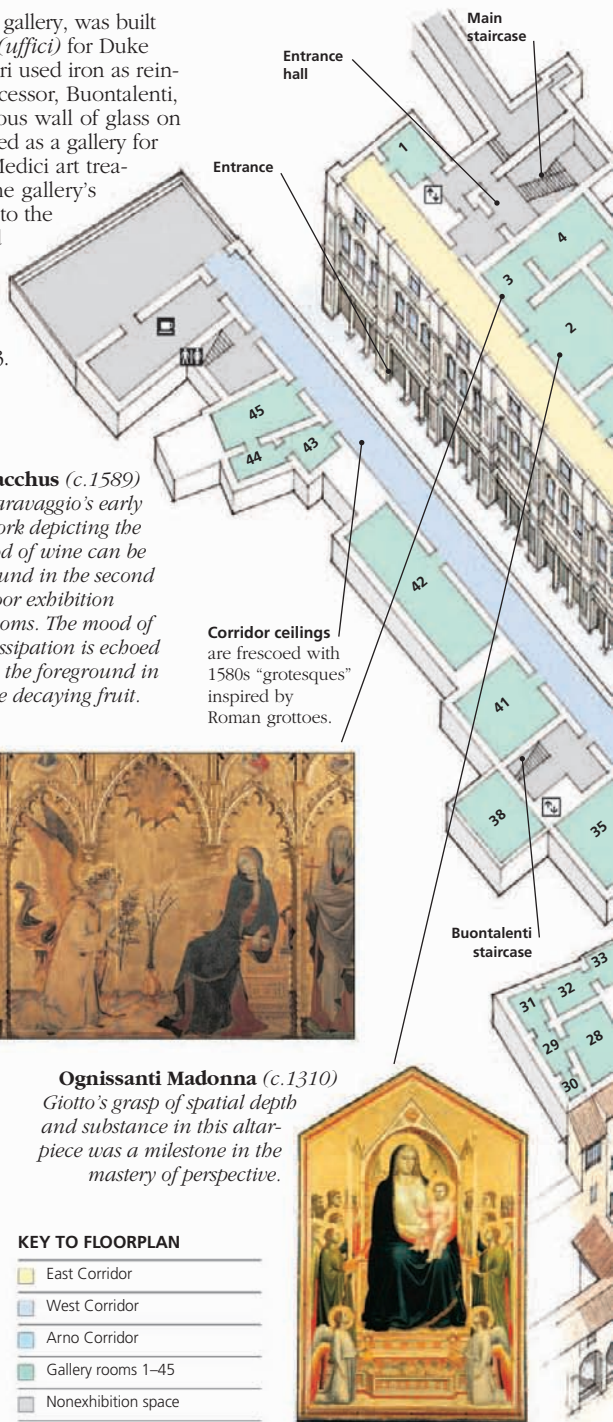 gallery, was built
(uffici) for Duke
ri used iron as rein-
cessor, Buontalenti,
ous wall of glass on
ed as a gallery for
Medici art trea-
ne gallery's
to the
3.
Main
staircase
Entrance
hall
Entrance
1
4
3
2
45
44
43
42
41
38
35
33
32
31
29
28
30
acchus (c.1589)
aravaggio's early
ork depicting the
od of wine can be
und in the second
oor exhibition
oms. The mood of
ssipation is echoed
the foreground in
e decaying fruit.
Corridor ceilings
are frescoed with
1580s “grotesques”
inspired by
Roman grottoes.
Buontalenti
staircase
Ognissanti Madonna (c.1310)
Giotto's grasp of spatial depth
and substance in this altar-
piece was a milestone in the
mastery of perspective.
KEY TO FLOORPLAN
East Corridor
West Corridor
Arno Corridor
Gallery rooms 1–45
Nonexhibition space